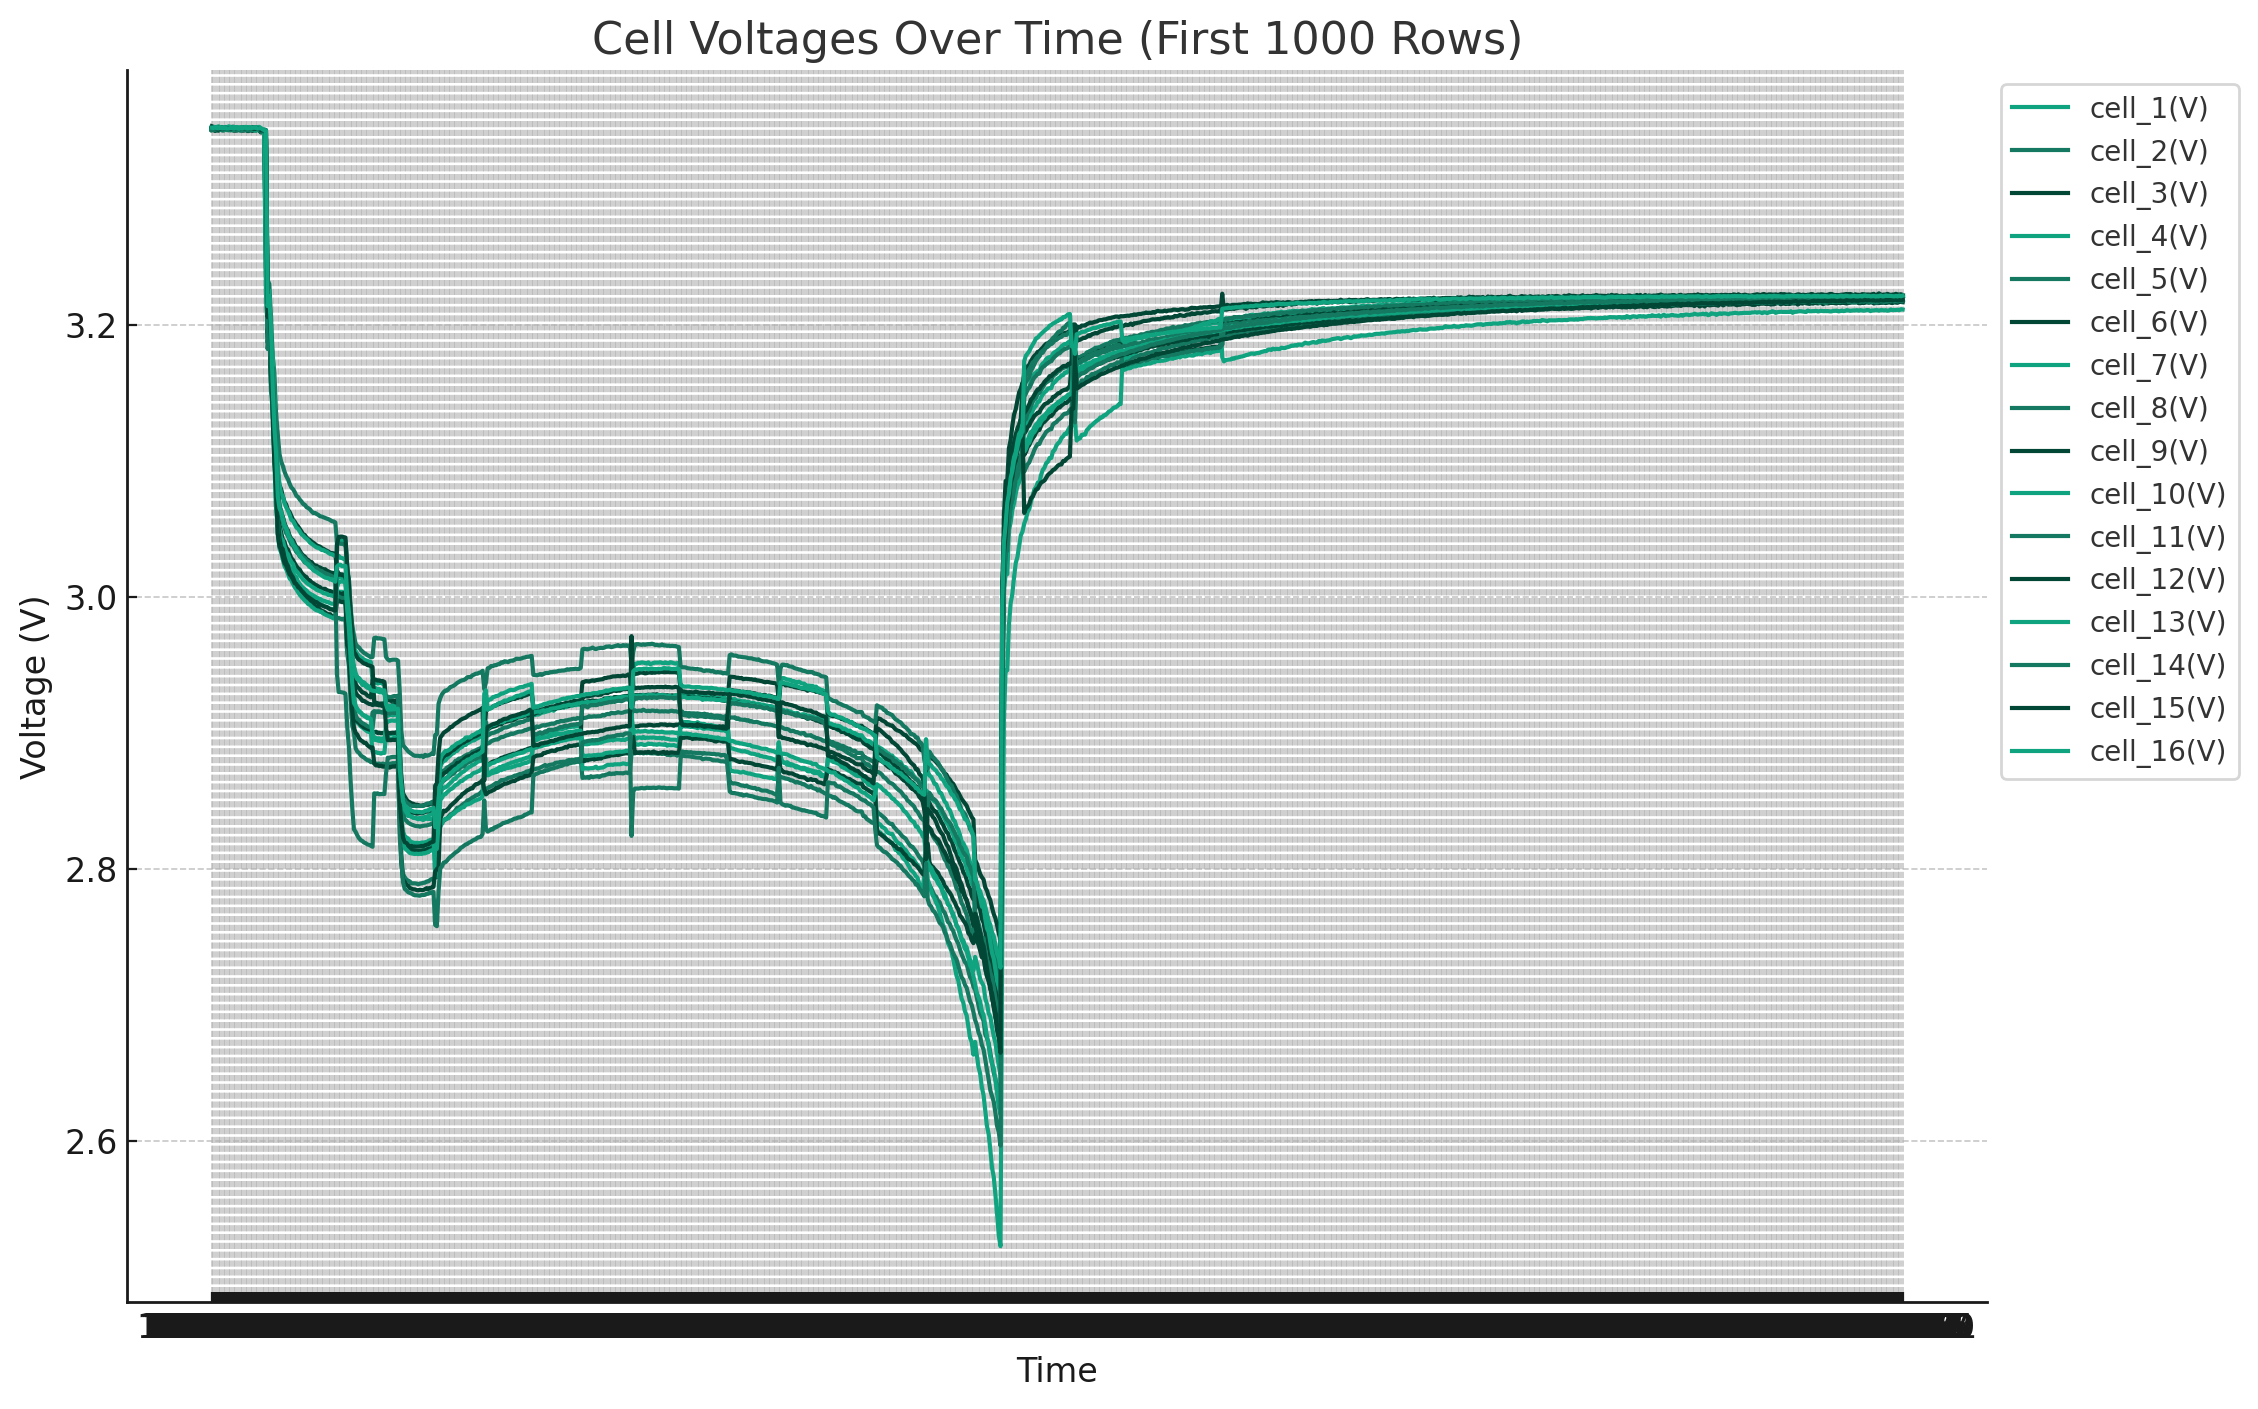 Cell Voltages Over Time (First 1000 Rows)
Voltage (V)
3.2
3.0
2.8
2.6
Time
cell_1(V)
cell_2(V)
cell_3(V)
cell_4(V)
cell_5(V)
cell_6(V)
cell_7(V)
cell_8(V)
cell_9(V)
cell_10(V)
cell_11(V)
cell_12(V)
cell_13(V)
cell_14(V)
cell_15(V)
cell_16(V)